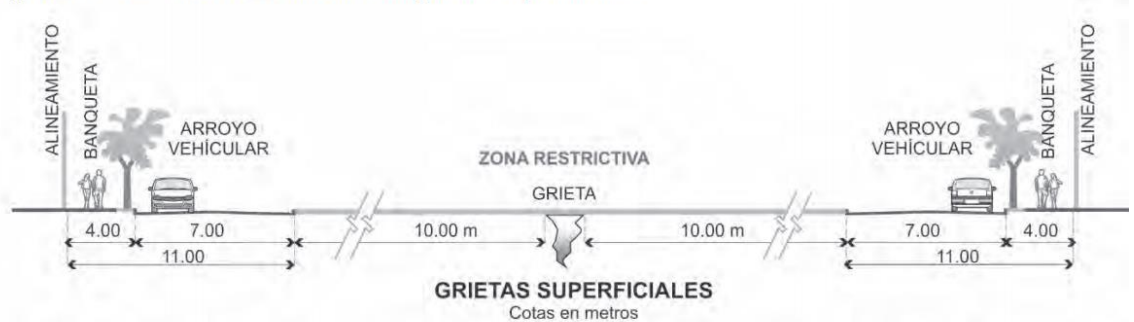 ALINEAMIENTO
BANQUETA
ARROYO
VEHÍCULAR
ZONA RESTRICTIVA
GRIETA
ARROYO
VEHÍCULAR
BANQUETA
ALINEAMIENTO
4.00
7.00
10.00 m
10.00 m
7.00
4.00
11.00
11.00
GRIETAS SUPERFICIALES
Cotas en metros